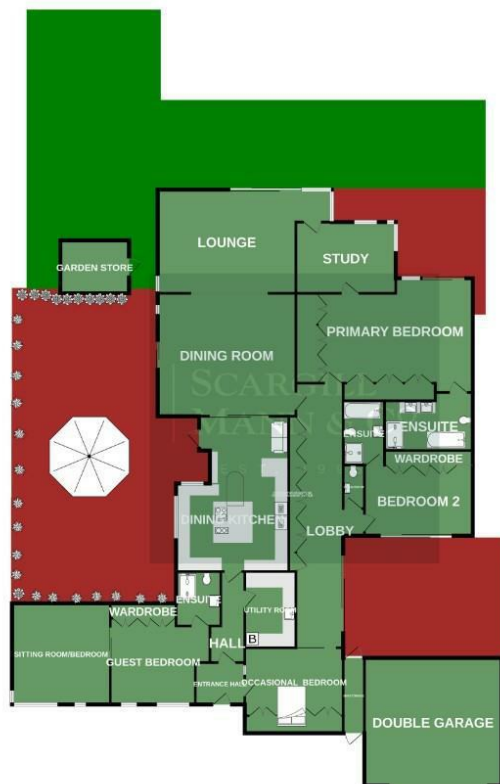 LOUNGE
STUDY
GARDEN STORE
PRIMARY BEDROOM
DINING ROOM
SCARGILL
MANN &
ENSUITE
ENSUITE
WARDROBE
BEDROOM 2
DINING KITCHEN
LOBBY
ENSUITE
WARDROBE
UTILITY ROOM
B
HALL
SITTING ROOM/BEDROOM
GUEST BEDROOM
ENTRANCE HALL
OCCASIONAL BEDROOM
DOUBLE GARAGE